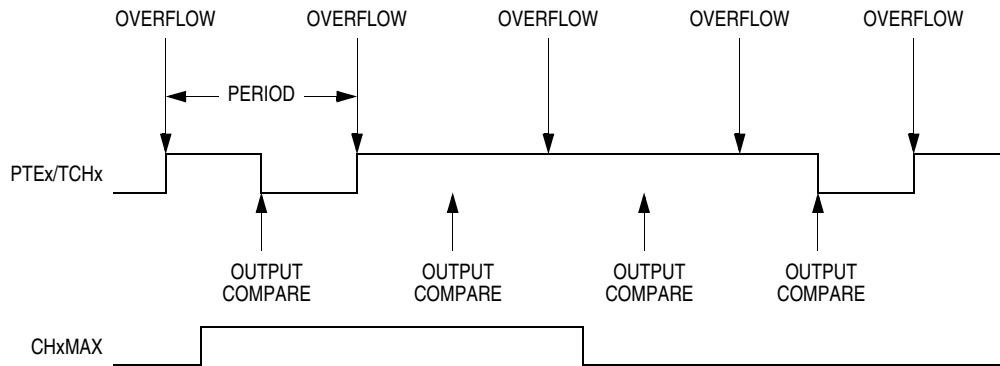 OVERFLOW OVERFLOW OVERFLOW OVERFLOW OVERFLOW
PERIOD
PTEx/TCHx
OUTPUT COMPARE
OUTPUT COMPARE
OUTPUT COMPARE
OUTPUT COMPARE
CHxMAX